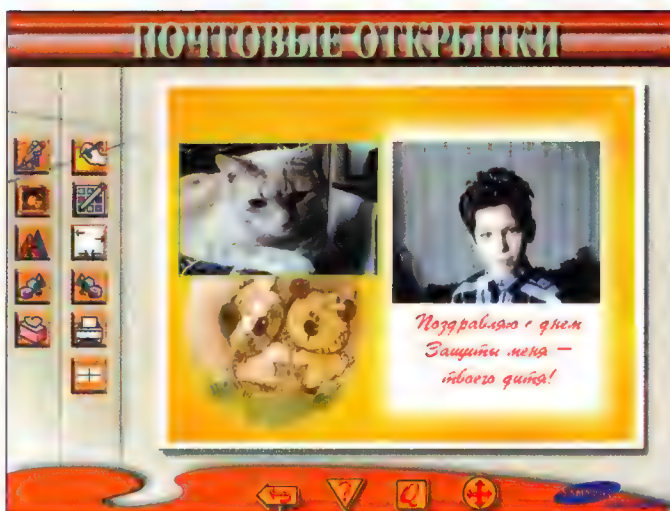 ПОЧТОВЫЕ ОТКРЫТКИ
Поздравляю с днем
Защиты меня —
твоего дитя!
?
Q